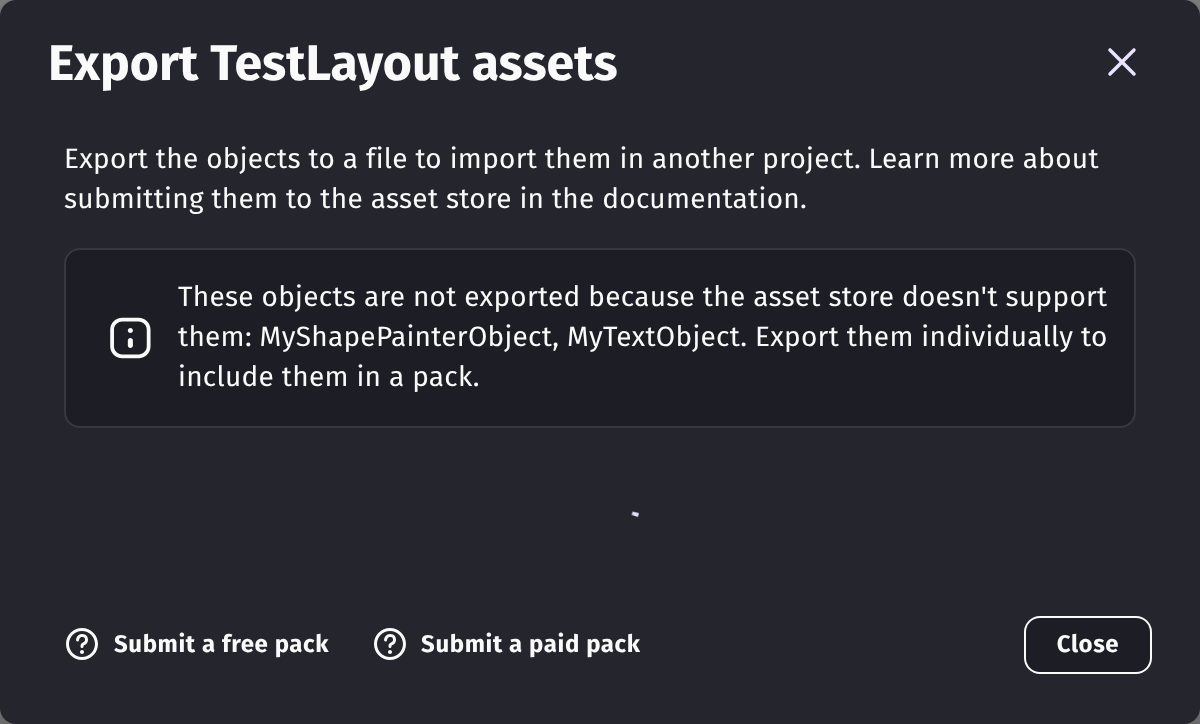 Export TestLayout assets
Export the objects to a file to import them in another project. Learn more about
submitting them to the asset store in the documentation.
These objects are not exported because the asset store doesn't support
them: MyShapePainterObject, MyTextObject. Export them individually to
include them in a pack.
Submit a free pack
Submit a paid pack
Close